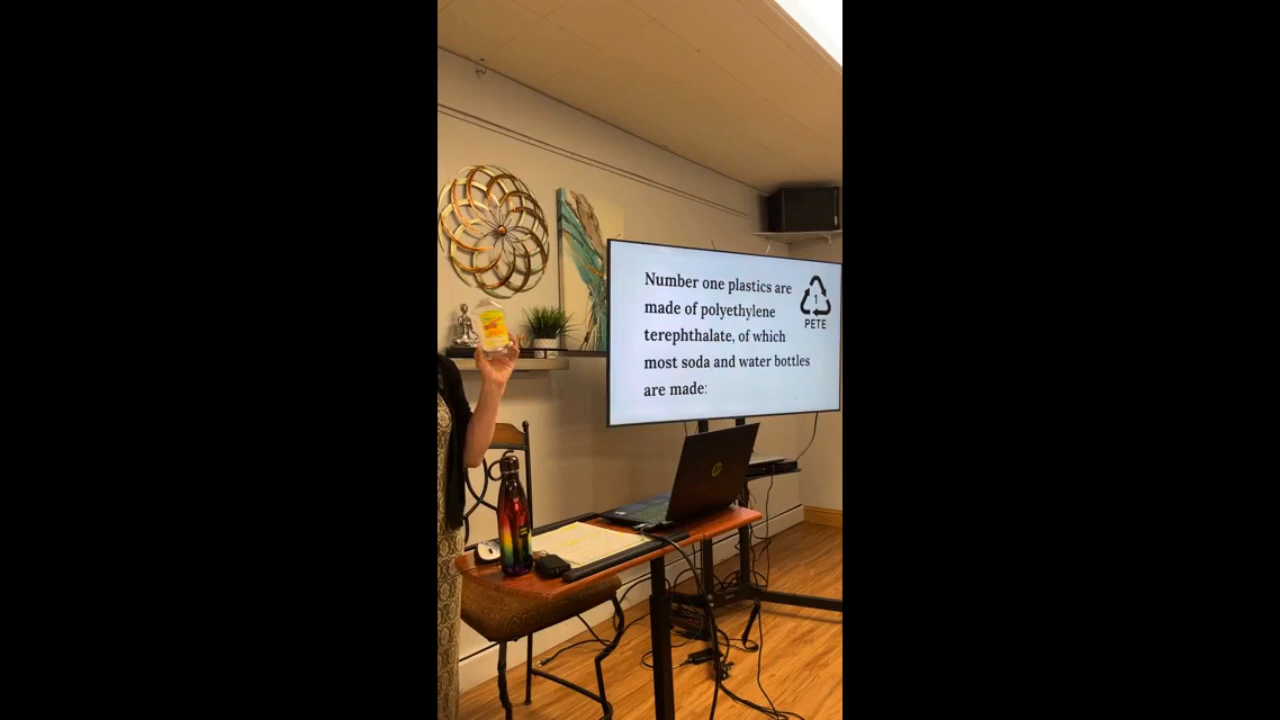 Number one plastics are
made of polyethylene
terephthalate, of which
most soda and water bottles
are made:
1
PETE